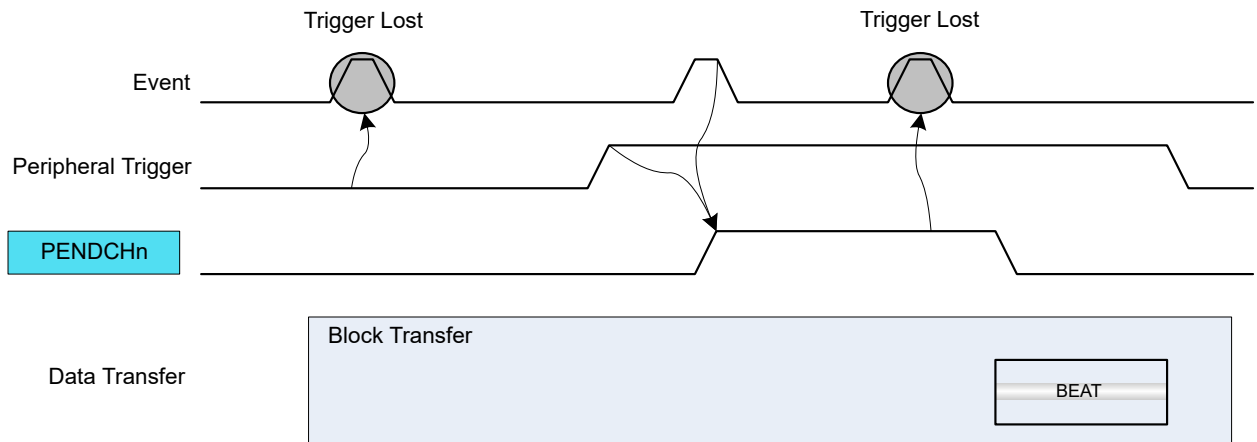 Trigger Lost
Trigger Lost
Event
Peripheral Trigger
PENDCHn
Block Transfer
Data Transfer
BEAT